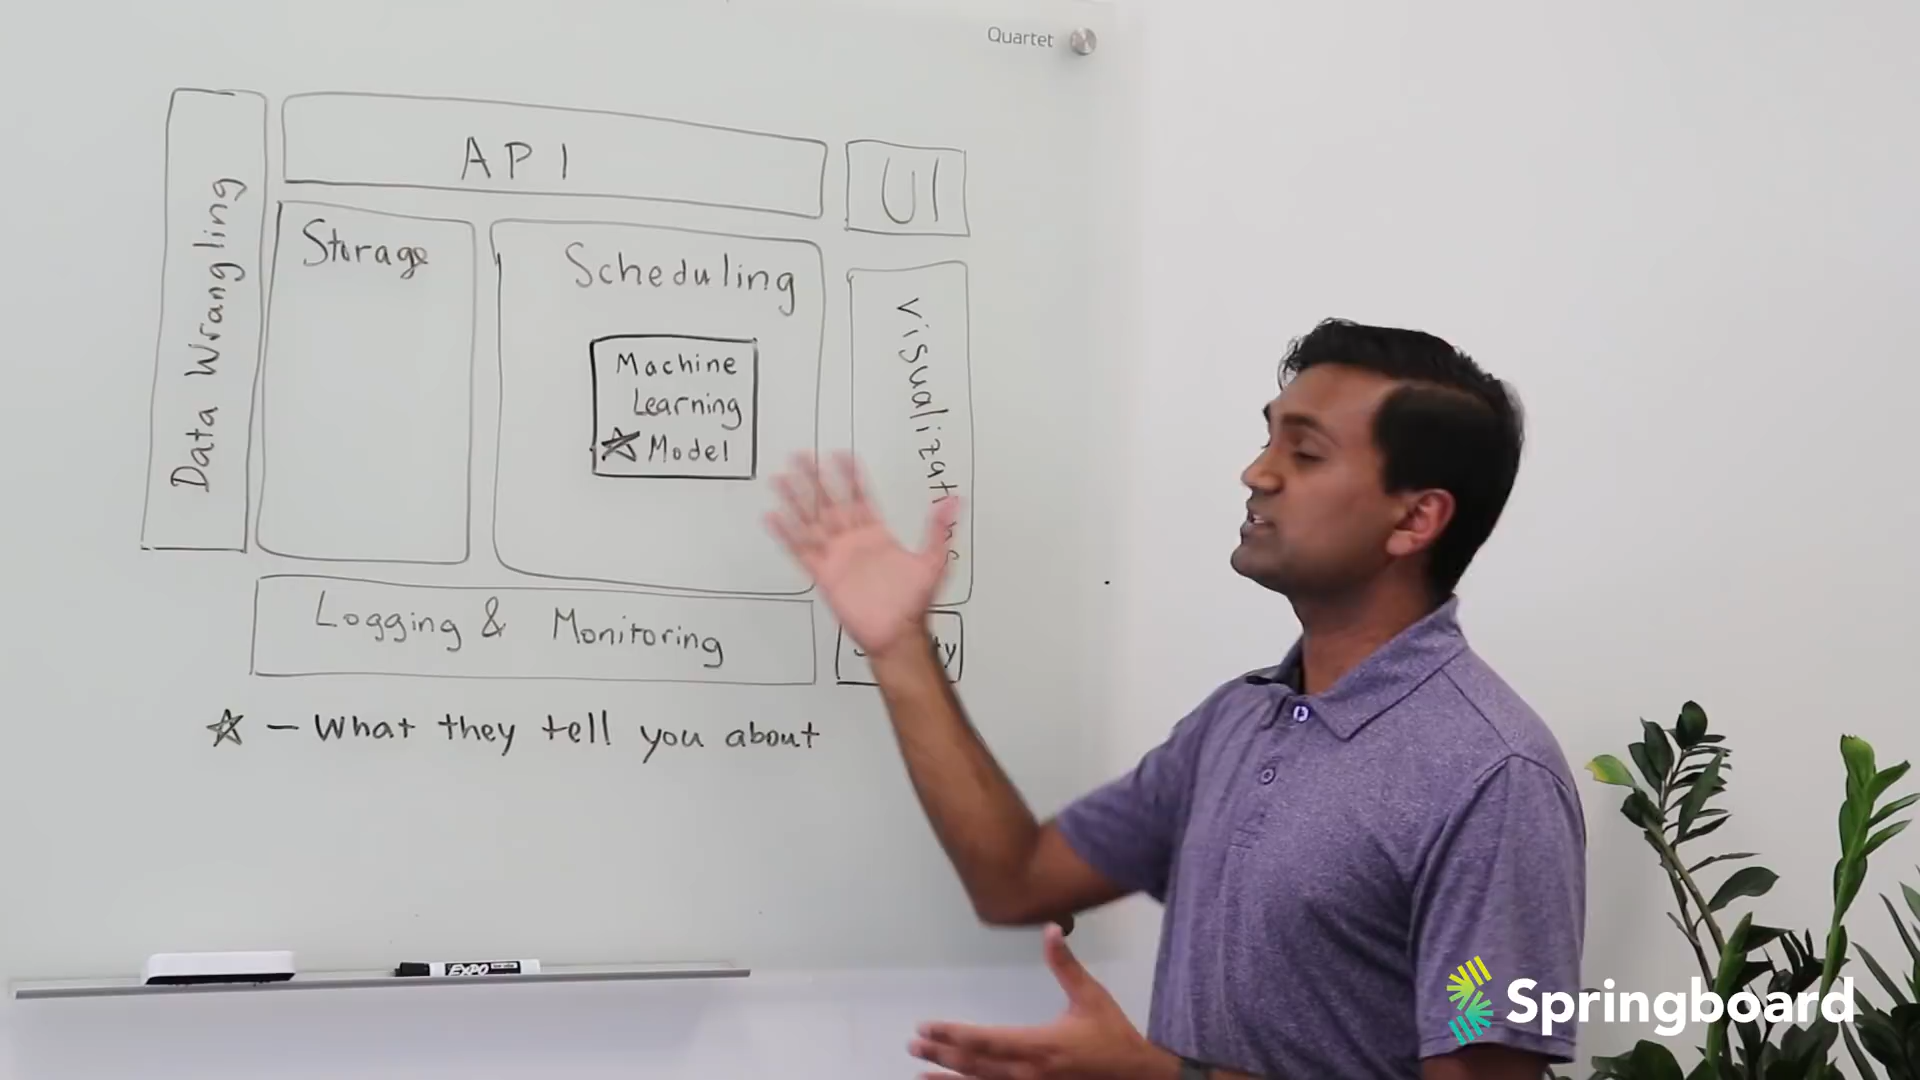 Quartet
API
UI
Data Wrangling
Storage
Scheduling
Machine
Learning
Model
Logging & Monitoring
— What they tell you about
EXPO
Springboard